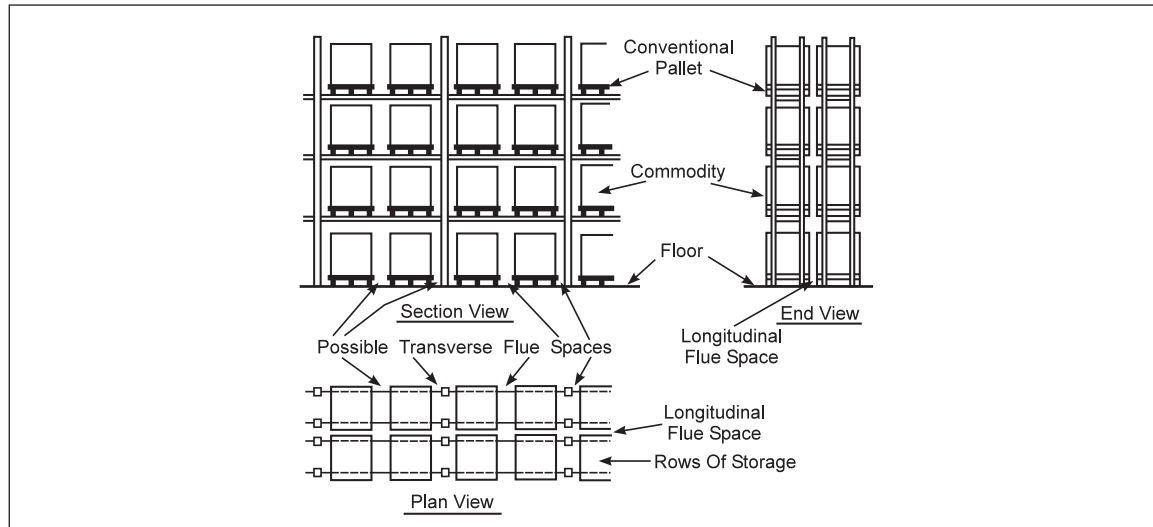 Conventional
Pallet
Commodity
Floor
Section View
End View
Longitudinal
Flue Space
Possible Transverse Flue Spaces
Longitudinal
Flue Space
Rows Of Storage
Plan View